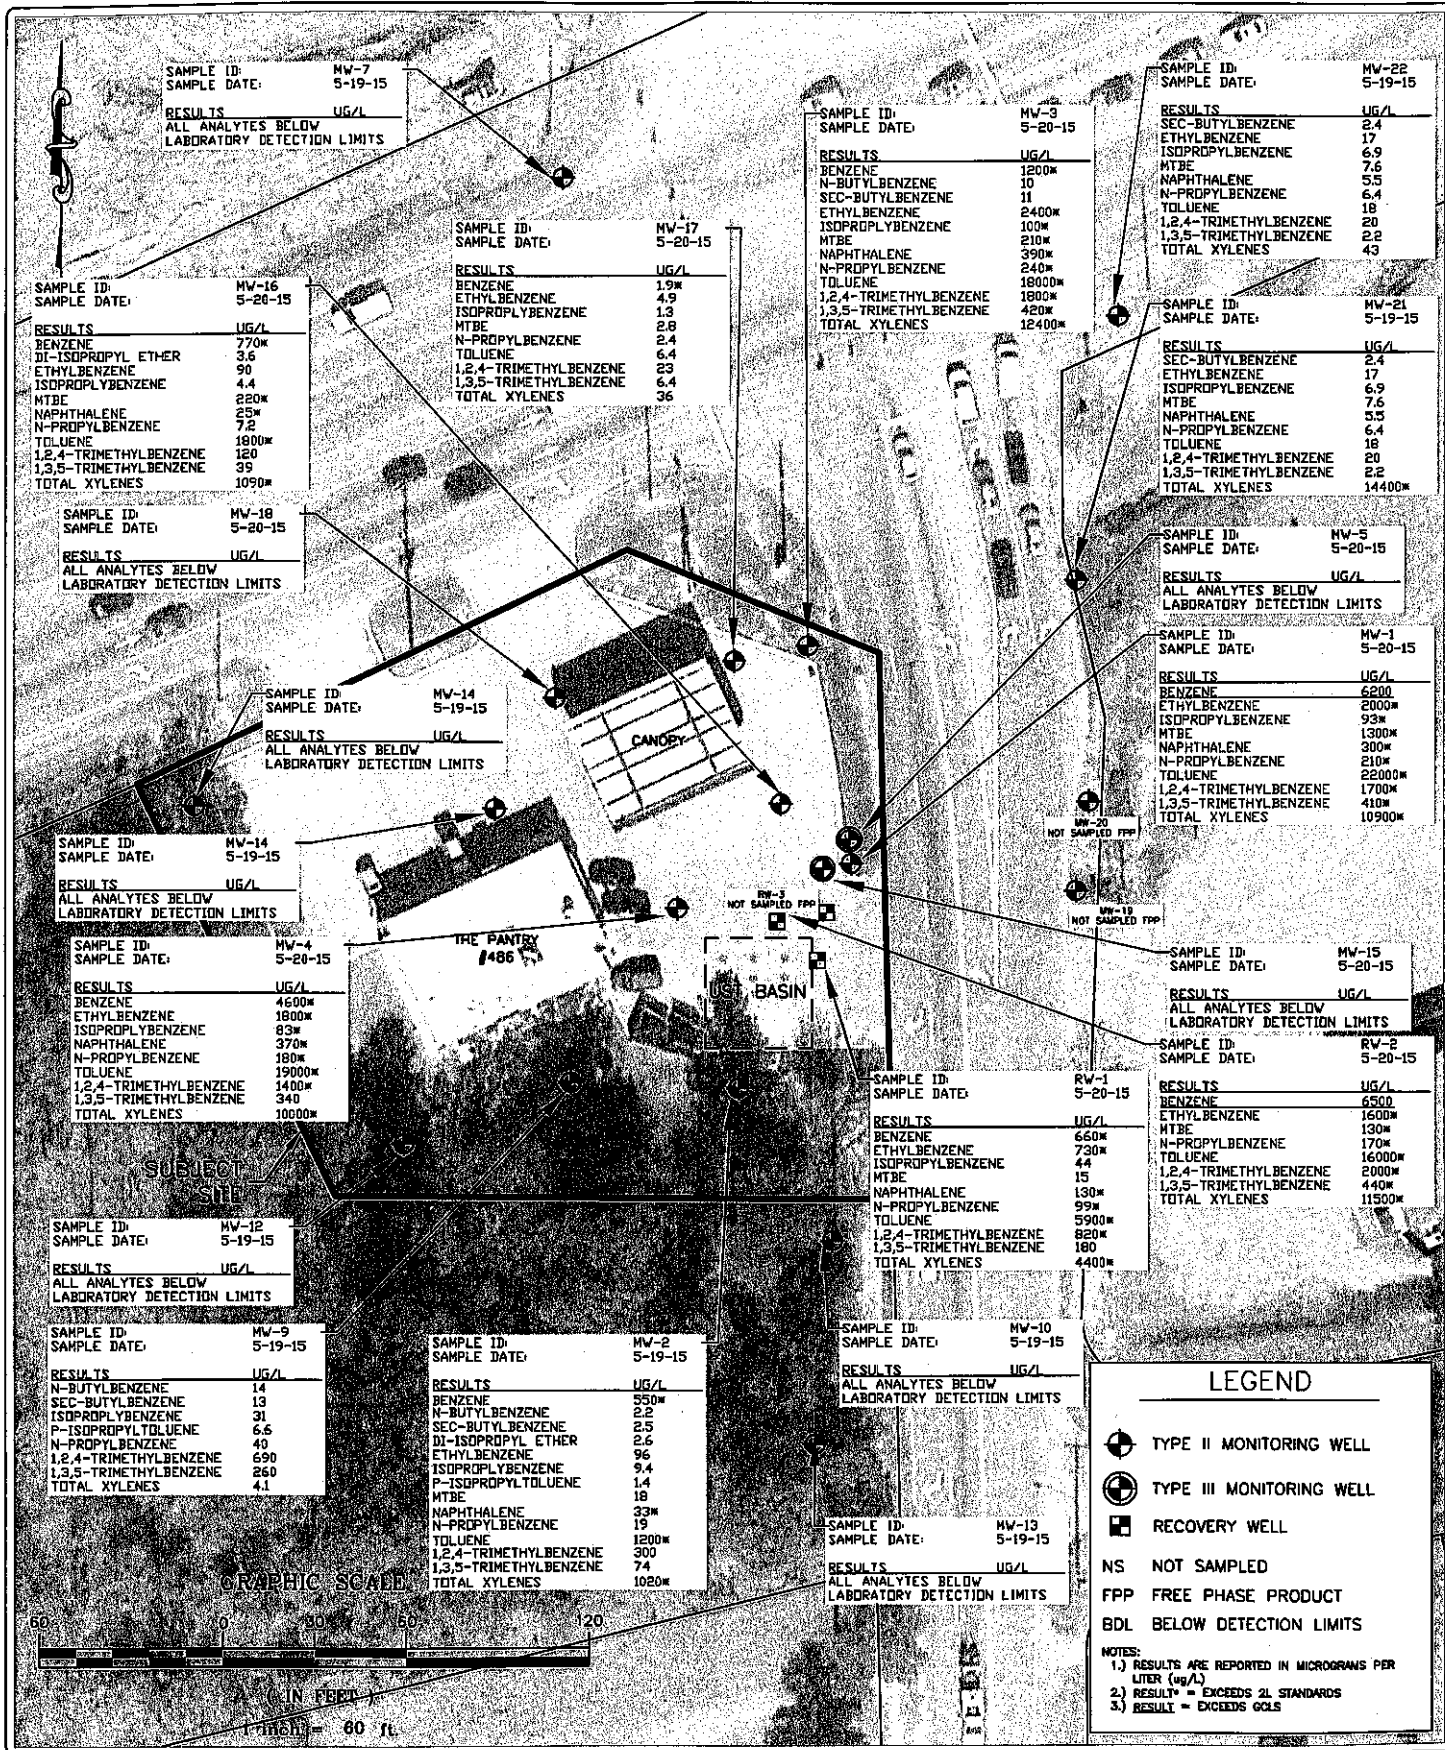 SAMPLE ID: MW-7
SAMPLE DATE: 5-19-15
RESULTS UG/L
ALL ANALYTES BELOW
LABORATORY DETECTION LIMITS
SAMPLE ID: MW-22
SAMPLE DATE: 5-19-15
RESULTS UG/L
SEC-BUTYLBENZENE 2.4
ETHYLBENZENE 17
ISOPROPYLBENZENE 6.9
MTBE 7.6
NAPHTHALENE 5.5
N-PROPYLBENZENE 6.4
TOLUENE 18
1,2,4-TRIMETHYLBENZENE 20
1,3,5-TRIMETHYLBENZENE 2.2
TOTAL XYLENES 43
SAMPLE ID: MW-3
SAMPLE DATE: 5-20-15
RESULTS UG/L
BENZENE 1200*
N-BUTYLBENZENE 10
SEC-BUTYLBENZENE 11
ETHYLBENZENE 2400*
ISOPROPYLBENZENE 100*
MTBE 210*
NAPHTHALENE 390*
N-PROPYLBENZENE 240*
TOLUENE 18000*
1,2,4-TRIMETHYLBENZENE 1800*
1,3,5-TRIMETHYLBENZENE 420*
TOTAL XYLENES 12400*
SAMPLE ID: MW-17
SAMPLE DATE: 5-20-15
RESULTS UG/L
BENZENE 1.9*
ETHYLBENZENE 4.9
ISOPROPYLBENZENE 1.3
MTBE 2.8
N-PROPYLBENZENE 2.4
TOLUENE 6.4
1,2,4-TRIMETHYLBENZENE 23
1,3,5-TRIMETHYLBENZENE 6.4
TOTAL XYLENES 36
SAMPLE ID: MW-16
SAMPLE DATE: 5-20-15
RESULTS UG/L
BENZENE 770*
DI-ISOPROPYL ETHER 3.6
ETHYLBENZENE 90
ISOPROPLYBENZENE 4.4
MTBE 220*
NAPHTHALENE 25*
N-PROPYLBENZENE 7.2
TOLUENE 1800*
1,2,4-TRIMETHYLBENZENE 120
1,3,5-TRIMETHYLBENZENE 39
TOTAL XYLENES 1090*
SAMPLE ID: MW-21
SAMPLE DATE: 5-19-15
RESULTS UG/L
SEC-BUTYLBENZENE 2.4
ETHYLBENZENE 17
ISOPROPYLBENZENE 6.9
MTBE 7.6
NAPHTHALENE 5.5
N-PROPYLBENZENE 6.4
TOLUENE 18
1,2,4-TRIMETHYLBENZENE 20
1,3,5-TRIMETHYLBENZENE 2.2
TOTAL XYLENES 14400*
SAMPLE ID: MW-18
SAMPLE DATE: 5-20-15
RESULTS UG/L
ALL ANALYTES BELOW
LABORATORY DETECTION LIMITS
SAMPLE ID: MW-5
SAMPLE DATE: 5-20-15
RESULTS UG/L
ALL ANALYTES BELOW
LABORATORY DETECTION LIMITS
SAMPLE ID: MW-1
SAMPLE DATE: 5-20-15
RESULTS UG/L
BENZENE 6200
ETHYLBENZENE 2000*
ISOPROPYLBENZENE 93*
MTBE 1300*
NAPHTHALENE 300*
N-PROPYLBENZENE 210*
TOLUENE 22000*
1,2,4-TRIMETHYLBENZENE 1700*
1,3,5-TRIMETHYLBENZENE 410*
TOTAL XYLENES 10900*
SAMPLE ID: MW-14
SAMPLE DATE: 5-19-15
RESULTS UG/L
ALL ANALYTES BELOW
LABORATORY DETECTION LIMITS
CANOPY
SAMPLE ID: MW-14
SAMPLE DATE: 5-19-15
RESULTS UG/L
ALL ANALYTES BELOW
LABORATORY DETECTION LIMITS
MW-20
NOT SAMPLED FPP
RW-3
NOT SAMPLED FPP
MW-19
NOT SAMPLED FPP
THE PANTRY
#486
UST BASIN
SAMPLE ID: MW-4
SAMPLE DATE: 5-20-15
RESULTS UG/L
BENZENE 4600*
ETHYLBENZENE 1800*
ISOPROPLYBENZENE 83*
NAPHTHALENE 370*
N-PROPYLBENZENE 180*
TOLUENE 19000*
1,2,4-TRIMETHYLBENZENE 1400*
1,3,5-TRIMETHYLBENZENE 340
TOTAL XYLENES 10000*
SAMPLE ID: MW-15
SAMPLE DATE: 5-20-15
RESULTS UG/L
ALL ANALYTES BELOW
LABORATORY DETECTION LIMITS
SAMPLE ID: RW-2
SAMPLE DATE: 5-20-15
RESULTS UG/L
BENZENE 6500
ETHYLBENZENE 1600*
MTBE 130*
N-PROPYLBENZENE 170*
TOLUENE 16000*
1,2,4-TRIMETHYLBENZENE 2000*
1,3,5-TRIMETHYLBENZENE 440*
TOTAL XYLENES 11500*
SAMPLE ID: RW-1
SAMPLE DATE: 5-20-15
RESULTS UG/L
BENZENE 660*
ETHYLBENZENE 730*
ISOPROPYLBENZENE 44
MTBE 15
NAPHTHALENE 130*
N-PROPYLBENZENE 99*
TOLUENE 5900*
1,2,4-TRIMETHYLBENZENE 820*
1,3,5-TRIMETHYLBENZENE 180
TOTAL XYLENES 4400*
SUBJECT
SITE
SAMPLE ID: MW-12
SAMPLE DATE: 5-19-15
RESULTS UG/L
ALL ANALYTES BELOW
LABORATORY DETECTION LIMITS
SAMPLE ID: MW-9
SAMPLE DATE: 5-19-15
RESULTS UG/L
N-BUTYLBENZENE 14
SEC-BUTYLBENZENE 13
ISOPROPLYBENZENE 31
P-ISOPROPYLTOLUENE 6.6
N-PROPYLBENZENE 40
1,2,4-TRIMETHYLBENZENE 690
1,3,5-TRIMETHYLBENZENE 260
TOTAL XYLENES 4.1
SAMPLE ID: MW-2
SAMPLE DATE: 5-19-15
RESULTS UG/L
BENZENE 550*
N-BUTYLBENZENE 2.2
SEC-BUTYLBENZENE 2.5
DI-ISOPROPYL ETHER 2.6
ETHYLBENZENE 96
ISOPROPLYBENZENE 9.4
P-ISOPROPYLTOLUENE 1.4
MTBE 18
NAPHTHALENE 33*
N-PROPYLBENZENE 19
TOLUENE 1200*
1,2,4-TRIMETHYLBENZENE 300
1,3,5-TRIMETHYLBENZENE 74
TOTAL XYLENES 1020*
SAMPLE ID: MW-10
SAMPLE DATE: 5-19-15
RESULTS UG/L
ALL ANALYTES BELOW
LABORATORY DETECTION LIMITS
SAMPLE ID: MW-13
SAMPLE DATE: 5-19-15
RESULTS UG/L
ALL ANALYTES BELOW
LABORATORY DETECTION LIMITS
GRAPHIC SCALE
60 0 30 60 120
( IN FEET )
1 inch = 60 ft.
LEGEND
TYPE II MONITORING WELL
TYPE III MONITORING WELL
RECOVERY WELL
NS NOT SAMPLED
FPP FREE PHASE PRODUCT
BDL BELOW DETECTION LIMITS
NOTES:
1.) RESULTS ARE REPORTED IN MICROGRAMS PER
LITER (ug/L)
2.) RESULT* = EXCEEDS 2L STANDARDS
3.) RESULT = EXCEEDS GCLS